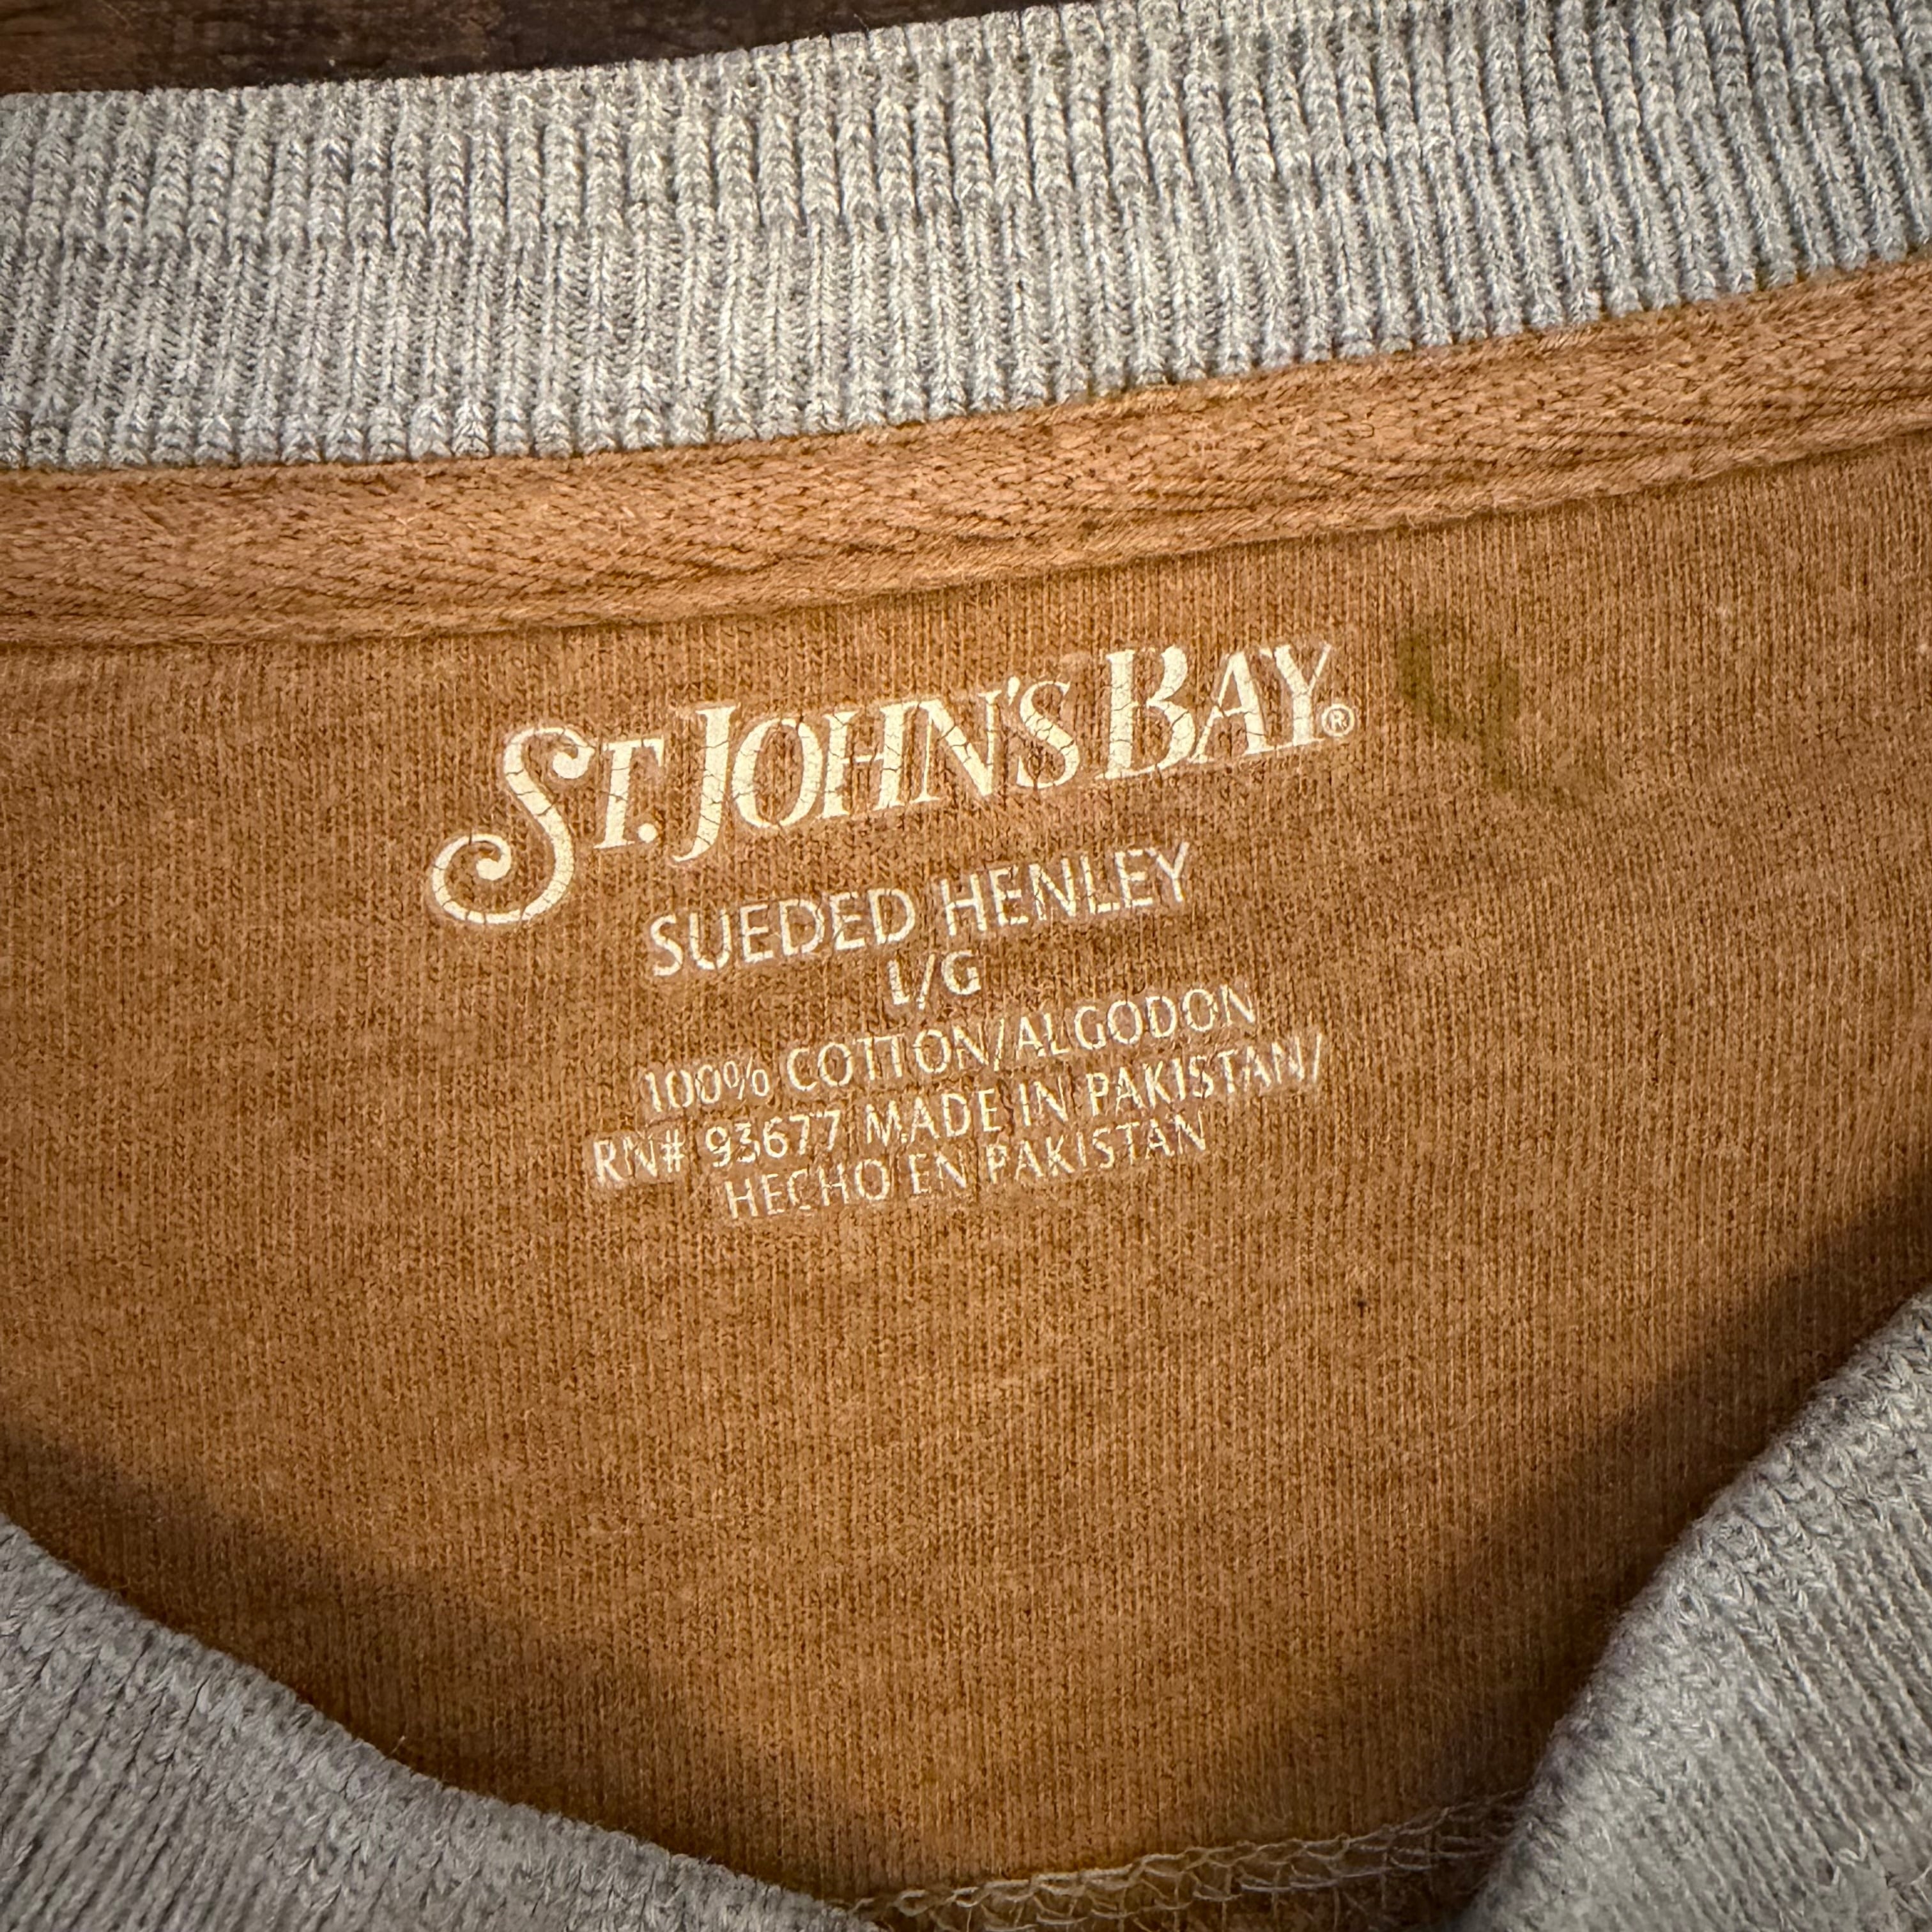 ST. JOHN'S BAY®
SUEDED HENLEY
L/G
100% COTTON/ALGODON
RN# 93677 MADE IN PAKISTAN/
HECHO EN PAKISTAN